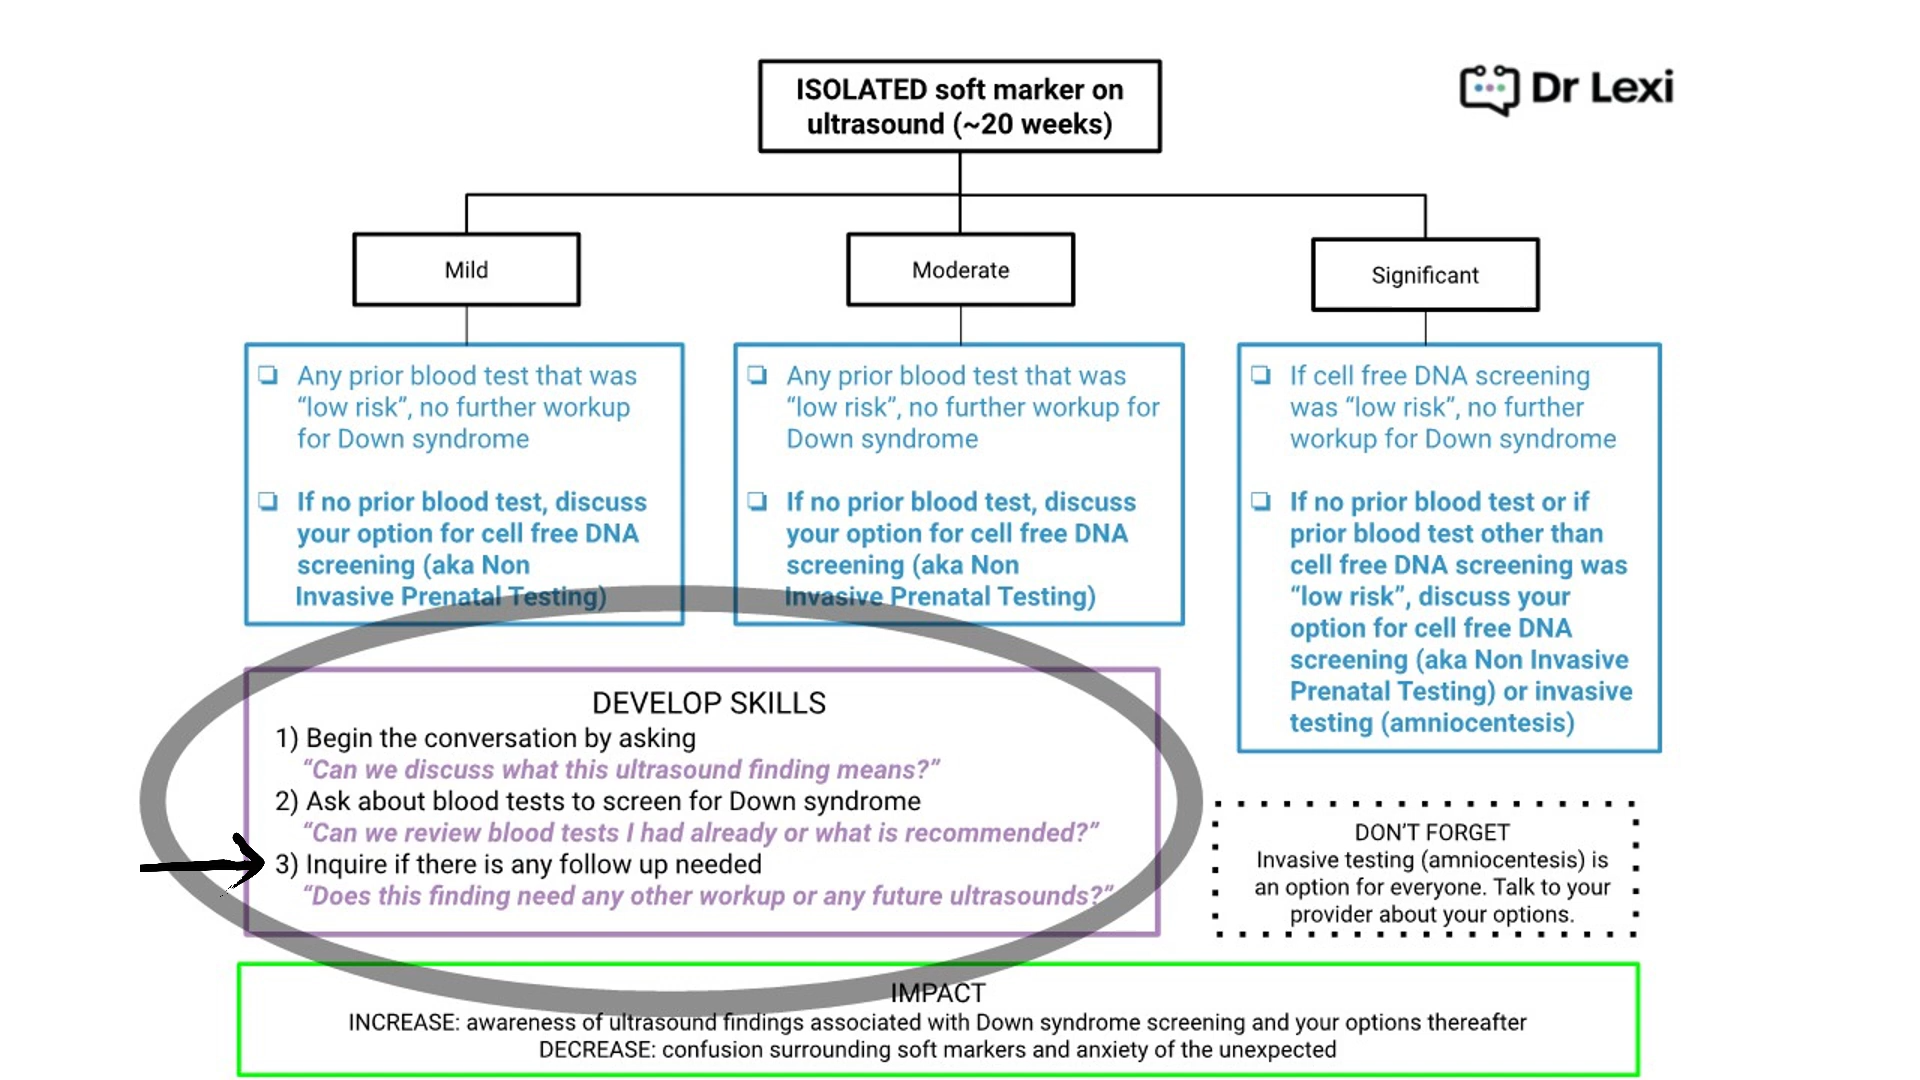 ISOLATED soft marker on
ultrasound (~20 weeks)
Dr Lexi
Mild
Moderate
Significant
❏ Any prior blood test that was
“low risk”, no further workup
for Down syndrome
❏ If no prior blood test, discuss
your option for cell free DNA
screening (aka Non
Invasive Prenatal Testing)
❏ Any prior blood test that was
“low risk”, no further workup for
Down syndrome
❏ If no prior blood test, discuss
your option for cell free DNA
screening (aka Non
Invasive Prenatal Testing)
❏ If cell free DNA screening
was “low risk”, no further
workup for Down syndrome
❏ If no prior blood test or if
prior blood test other than
cell free DNA screening was
“low risk”, discuss your
option for cell free DNA
screening (aka Non Invasive
Prenatal Testing) or invasive
testing (amniocentesis)
DEVELOP SKILLS
1) Begin the conversation by asking
“Can we discuss what this ultrasound finding means?”
2) Ask about blood tests to screen for Down syndrome
“Can we review blood tests I had already or what is recommended?”
3) Inquire if there is any follow up needed
“Does this finding need any other workup or any future ultrasounds?”
DON’T FORGET
Invasive testing (amniocentesis) is
an option for everyone. Talk to your
provider about your options.
IMPACT
INCREASE: awareness of ultrasound findings associated with Down syndrome screening and your options thereafter
DECREASE: confusion surrounding soft markers and anxiety of the unexpected